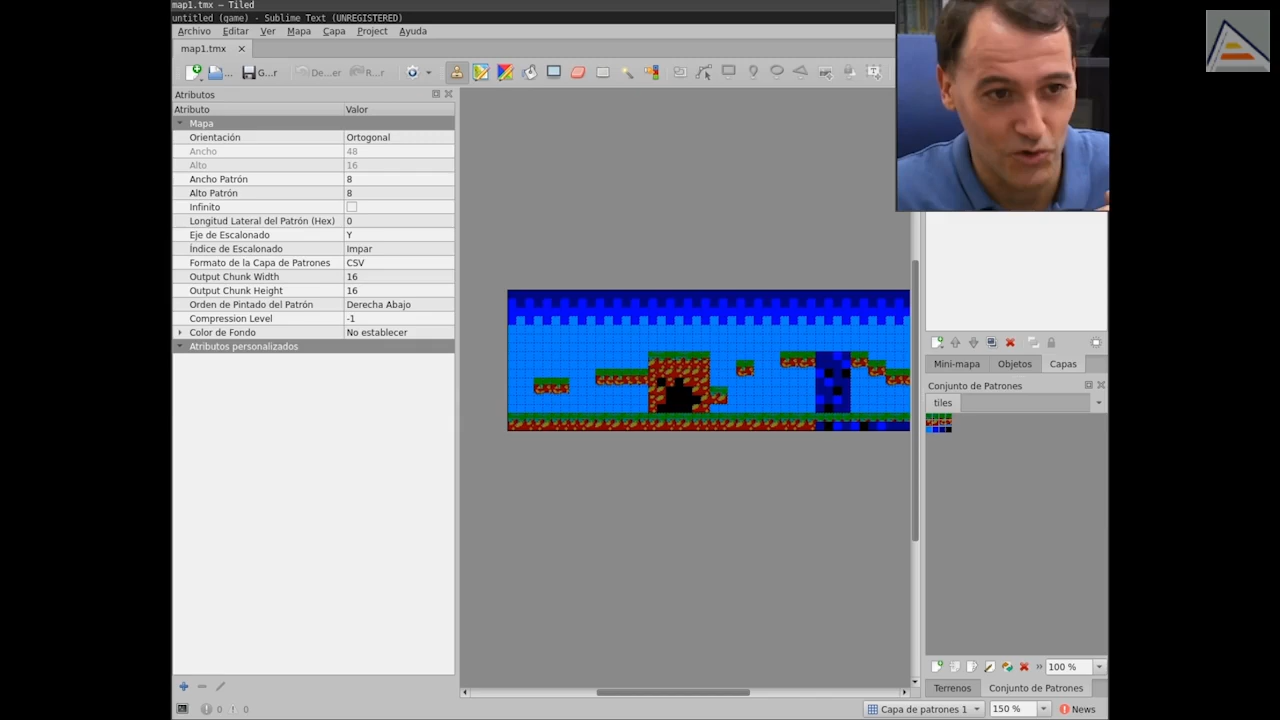 map1.tmx — Tiled
untitled (game) - Sublime Text (UNREGISTERED)
Archivo Editar Ver Mapa Capa Project Ayuda
map1.tmx
... G...r De...er R...r
Atributos
Atributo Valor
Mapa
Orientación Ortogonal
Ancho 48
Alto 16
Ancho Patrón 8
Alto Patrón 8
Infinito
Longitud Lateral del Patrón (Hex) 0
Eje de Escalonado Y
Índice de Escalonado Impar
Formato de la Capa de Patrones CSV
Output Chunk Width 16
Output Chunk Height 16
Orden de Pintado del Patrón Derecha Abajo
Compression Level -1
Color de Fondo No establecer
Atributos personalizados
Mini-mapa Objetos Capas
Conjunto de Patrones
tiles
100 %
Terrenos Conjunto de Patrones
0 0 Capa de patrones 1 150 % News